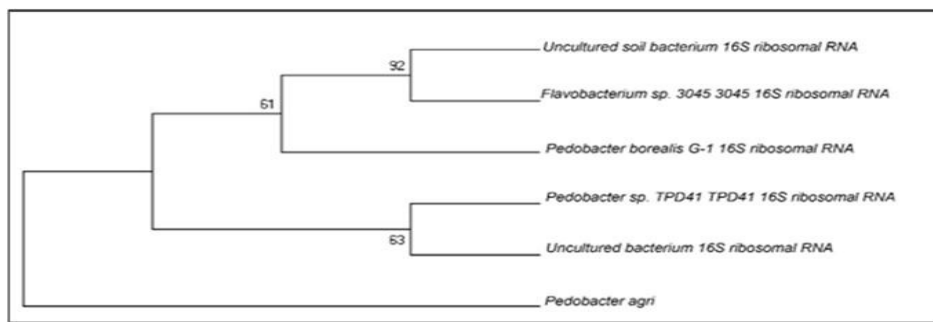 Uncultured soil bacterium 16S ribosomal RNA
92
Flavobacterium sp. 3045 3045 16S ribosomal RNA
61
Pedobacter borealis G-1 16S ribosomal RNA
Pedobacter sp. TPD41 TPD41 16S ribosomal RNA
63
Uncultured bacterium 16S ribosomal RNA
Pedobacter agri